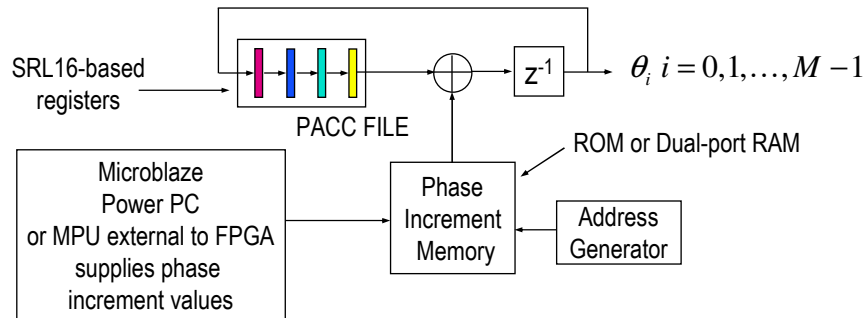 SRL16-based
registers
PACC FILE
z⁻¹
θᵢ i = 0,1,…,M −1
ROM or Dual-port RAM
Microblaze
Power PC
or MPU external to FPGA
supplies phase
increment values
Phase
Increment
Memory
Address
Generator